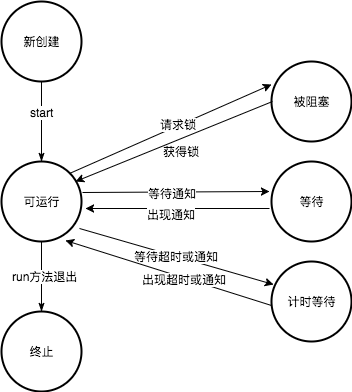 新创建
start
被阻塞
请求锁
获得锁
可运行
等待通知
出现通知
等待
等待超时或通知
出现超时或通知
run方法退出
计时等待
终止